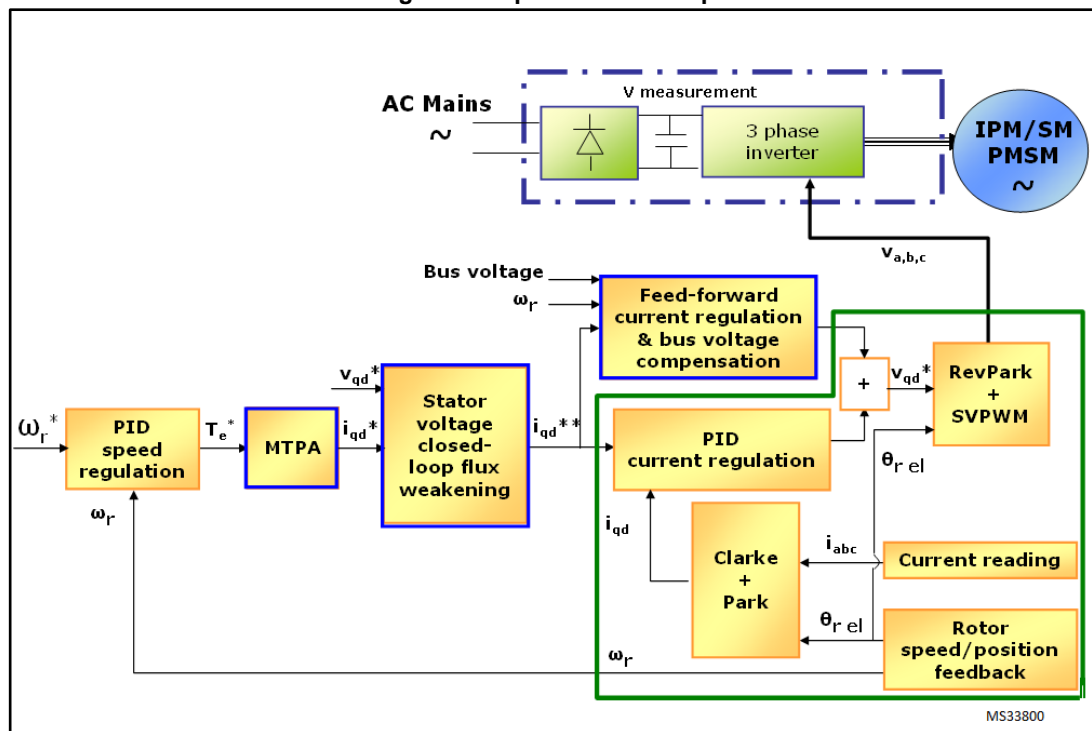 V measurement
AC Mains
~
3 phase
inverter
IPM/SM
PMSM
~
va,b,c
Bus voltage
ωr
Feed-forward
current regulation
& bus voltage
compensation
vqd*
+
vqd*
RevPark
+
SVPWM
ωr*
PID
speed
regulation
Te*
MTPA
iqd*
Stator
voltage
closed-
loop flux
weakening
iqd**
PID
current regulation
θr el
ωr
iqd
Clarke
+
Park
iabc
Current reading
θr el
Rotor
speed/position
feedback
ωr
MS33800